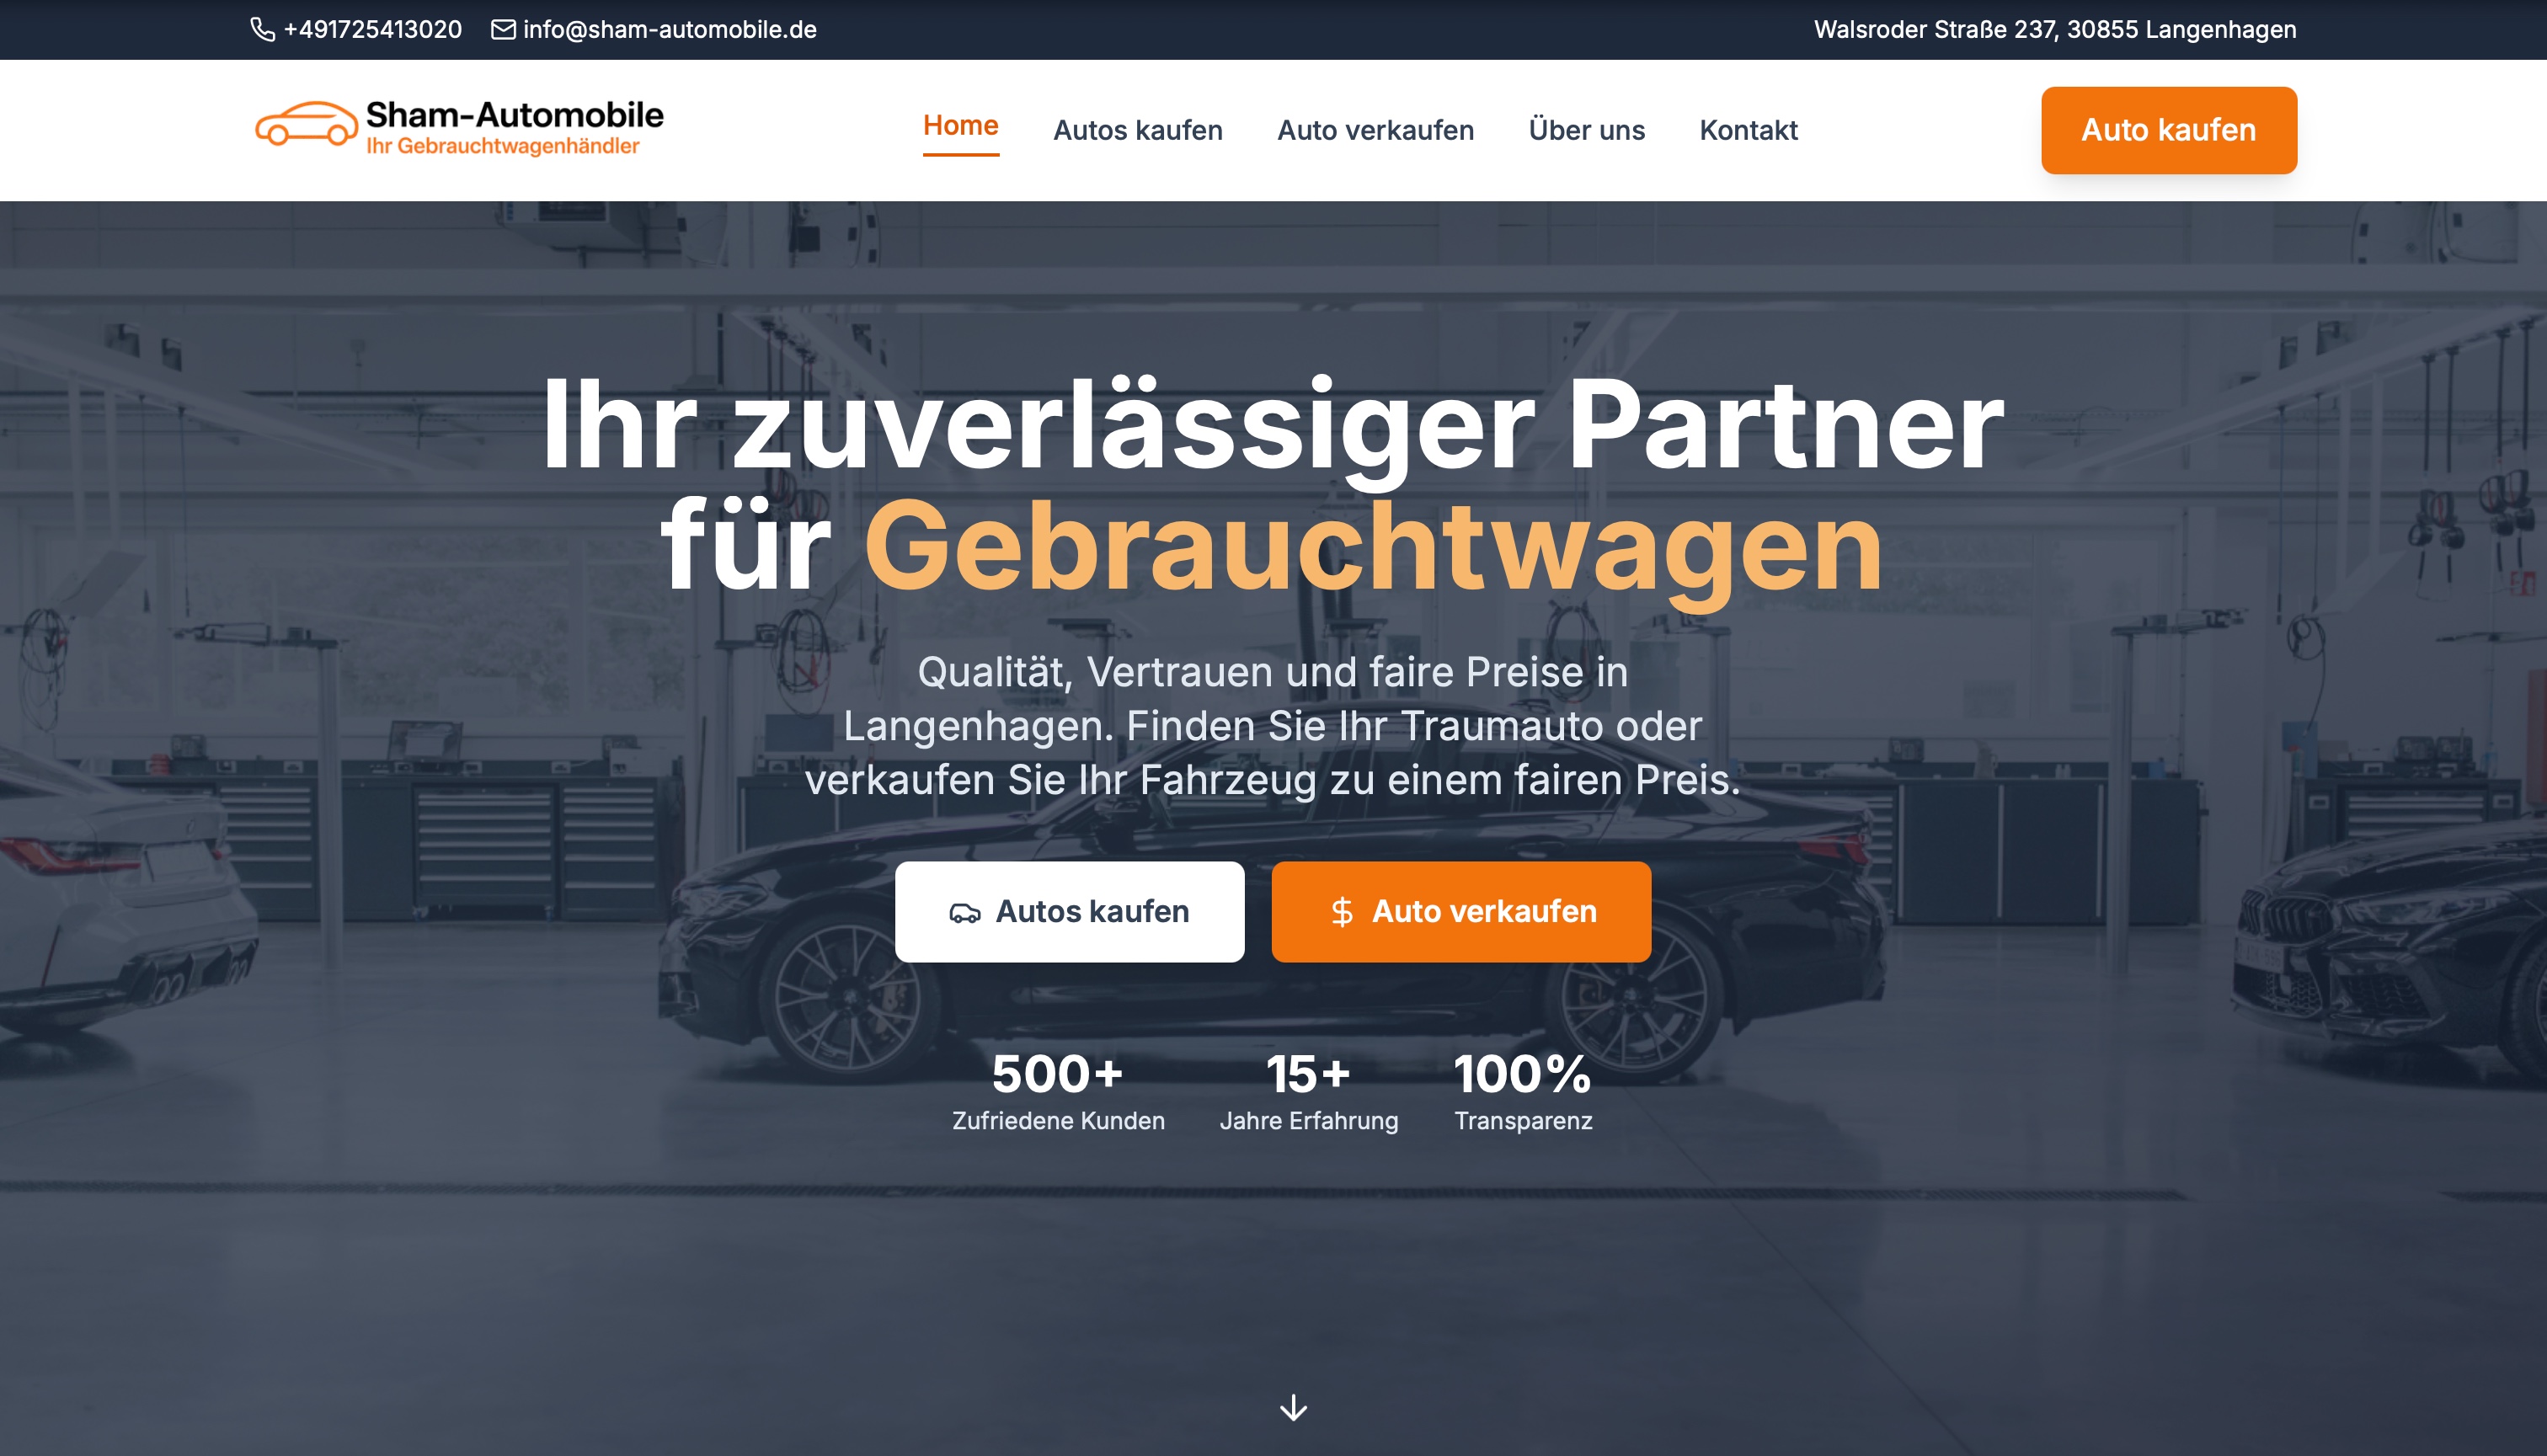 +491725413020
info@sham-automobile.de
Walsroder Straße 237, 30855 Langenhagen
Sham-Automobile
Ihr Gebrauchtwagenhändler
Home
Autos kaufen
Auto verkaufen
Über uns
Kontakt
Auto kaufen
Ihr zuverlässiger Partner
für Gebrauchtwagen
Qualität, Vertrauen und faire Preise in
Langenhagen. Finden Sie Ihr Traumauto oder
verkaufen Sie Ihr Fahrzeug zu einem fairen Preis.
Autos kaufen
$ Auto verkaufen
500+
Zufriedene Kunden
15+
Jahre Erfahrung
100%
Transparenz